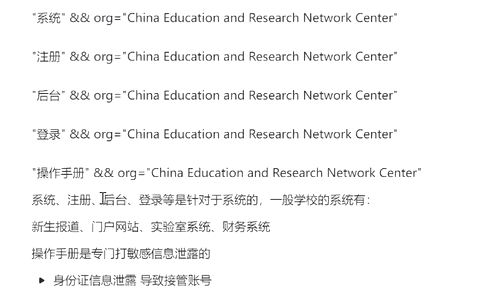 "系统" && org="China Education and Research Network Center"
"注册" && org="China Education and Research Network Center"
"后台" && org="China Education and Research Network Center"
"登录" && org="China Education and Research Network Center"
"操作手册" && org="China Education and Research Network Center"
系统、注册、后台、登录等是针对于系统的，一般学校的系统有：
新生报道、门户网站、实验室系统、财务系统
操作手册是专门打敏感信息泄露的
身份证信息泄露 导致接管账号